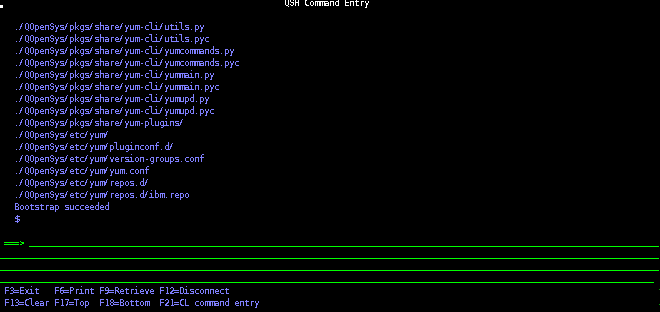 QSH Command Entry
./QOpenSys/pkgs/share/yum-cli/utils.py
./QOpenSys/pkgs/share/yum-cli/utils.pyc
./QOpenSys/pkgs/share/yum-cli/yumcommands.py
./QOpenSys/pkgs/share/yum-cli/yumcommands.pyc
./QOpenSys/pkgs/share/yum-cli/yummain.py
./QOpenSys/pkgs/share/yum-cli/yummain.pyc
./QOpenSys/pkgs/share/yum-cli/yumupd.py
./QOpenSys/pkgs/share/yum-cli/yumupd.pyc
./QOpenSys/pkgs/share/yum-plugins/
./QOpenSys/etc/yum/
./QOpenSys/etc/yum/pluginconf.d/
./QOpenSys/etc/yum/version-groups.conf
./QOpenSys/etc/yum/yum.conf
./QOpenSys/etc/yum/repos.d/
./QOpenSys/etc/yum/repos.d/ibm.repo
Bootstrap succeeded
$
===>
F3=Exit F6=Print F9=Retrieve F12=Disconnect
F13=Clear F17=Top F18=Bottom F21=CL command entry